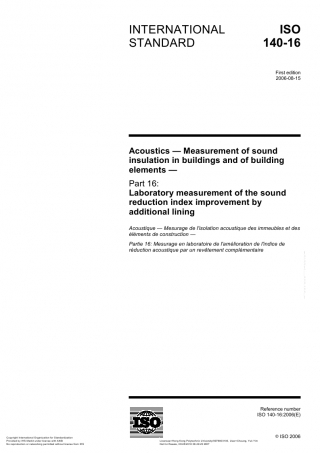 INTERNATIONAL
STANDARD
ISO
140-16
First edition
2006-08-15
Acoustics — Measurement of sound
insulation in buildings and of building
elements —
Part 16:
Laboratory measurement of the sound
reduction index improvement by
additional lining
Acoustique — Mesurage de l'isolation acoustique des immeubles et des
éléments de construction —
Partie 16: Mesurage en laboratoire de l'amélioration de l'indice de
réduction acoustique par un revêtement complémentaire
ISO
Reference number
ISO 140-16:2006(E)
© ISO 2006